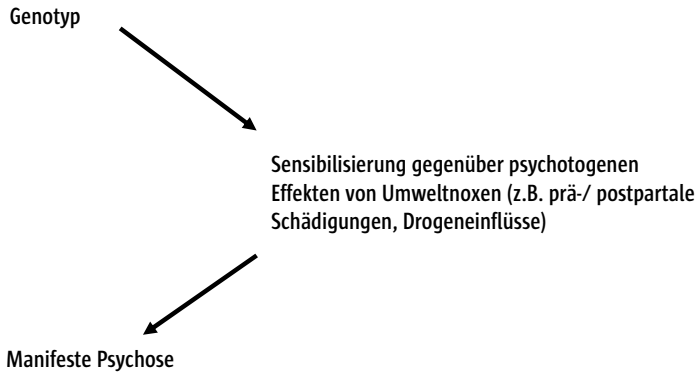 Genotyp
Sensibilisierung gegenüber psychotogenen
Effekten von Umweltnoxen (z.B. prä-/ postpartale
Schädigungen, Drogeneinflüsse)
Manifeste Psychose